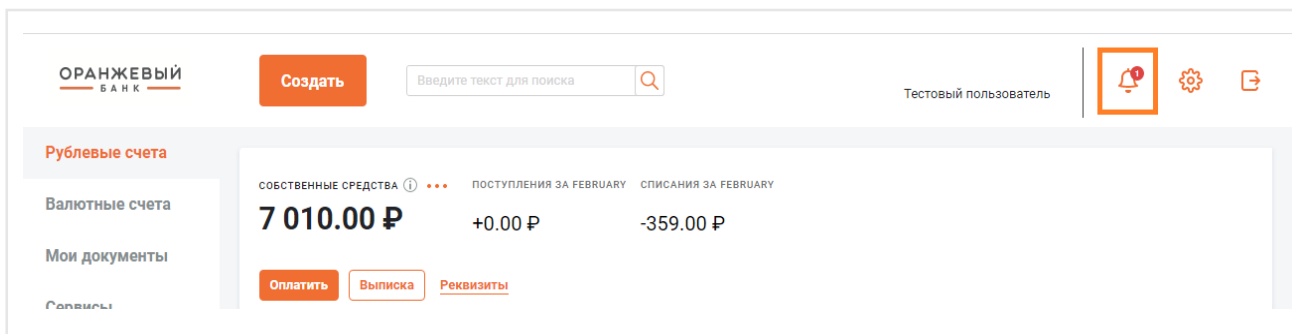 ОРАНЖЕВЫЙ
БАНК
Создать
Введите текст для поиска
Тестовый пользователь
1
Рублевые счета
Валютные счета
Мои документы
Сервисы
СОБСТВЕННЫЕ СРЕДСТВА
ПОСТУПЛЕНИЯ ЗА FEBRUARY
СПИСАНИЯ ЗА FEBRUARY
7 010.00 ₽
+0.00 ₽
-359.00 ₽
Оплатить
Выписка
Реквизиты